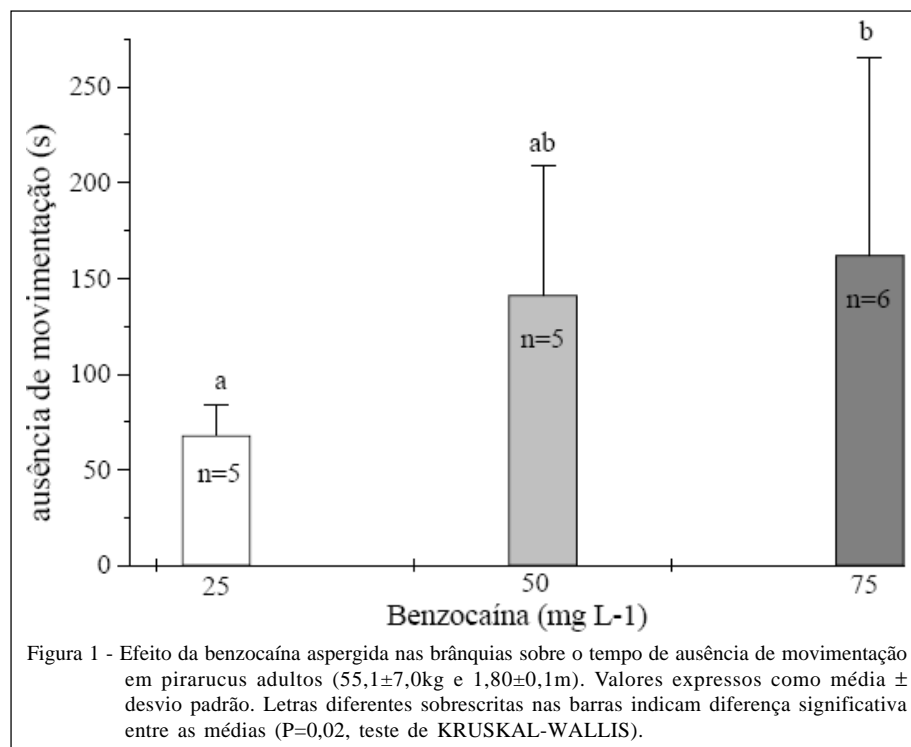 ausência de movimentação (s)
250
200
150
100
50
0
a
n=5
ab
n=5
b
n=6
25
50
75
Benzocaína (mg L-1)
Figura 1 - Efeito da benzocaína aspergida nas brânquias sobre o tempo de ausência de movimentação
em pirarucus adultos (55,1±7,0kg e 1,80±0,1m). Valores expressos como média ±
desvio padrão. Letras diferentes sobrescritas nas barras indicam diferença significativa
entre as médias (P=0,02, teste de KRUSKAL-WALLIS).